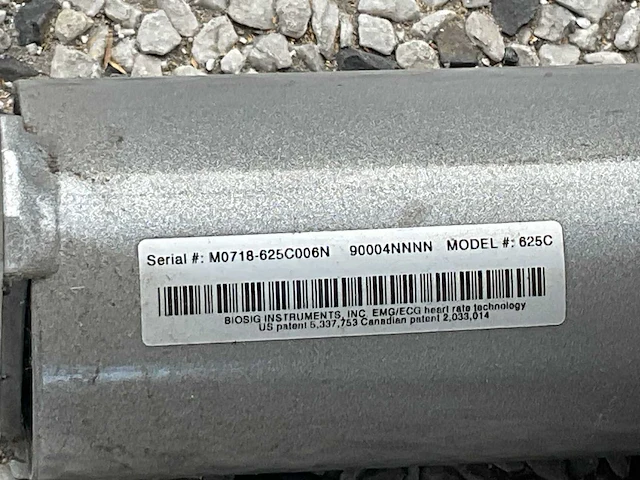 Serial #: M0718-625C006N 90004NNNN MODEL #: 625C
BIOSIG INSTRUMENTS, INC EMG/ECG heart rate technology
US patent 5,337,753 Canadian patent 2,033,014